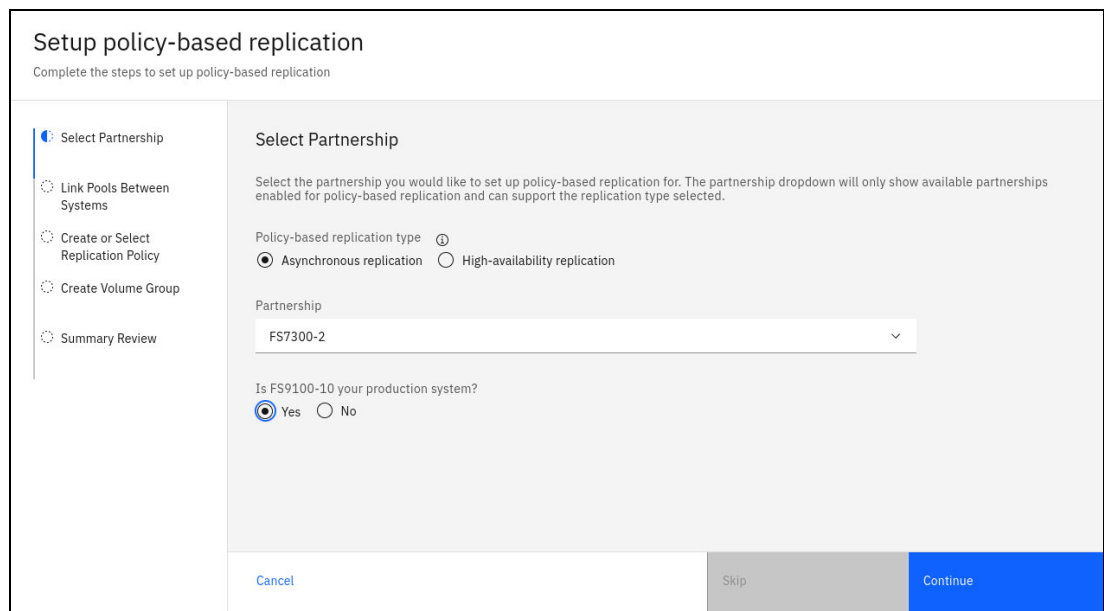 Setup policy-based replication
Complete the steps to set up policy-based replication
Select Partnership
Link Pools Between
Systems
Create or Select
Replication Policy
Create Volume Group
Summary Review
Select Partnership
Select the partnership you would like to set up policy-based replication for. The partnership dropdown will only show available partnerships
enabled for policy-based replication and can support the replication type selected.
Policy-based replication type
Asynchronous replication High-availability replication
Partnership
FS7300-2
Is FS9100-10 your production system?
Yes No
Cancel Skip Continue